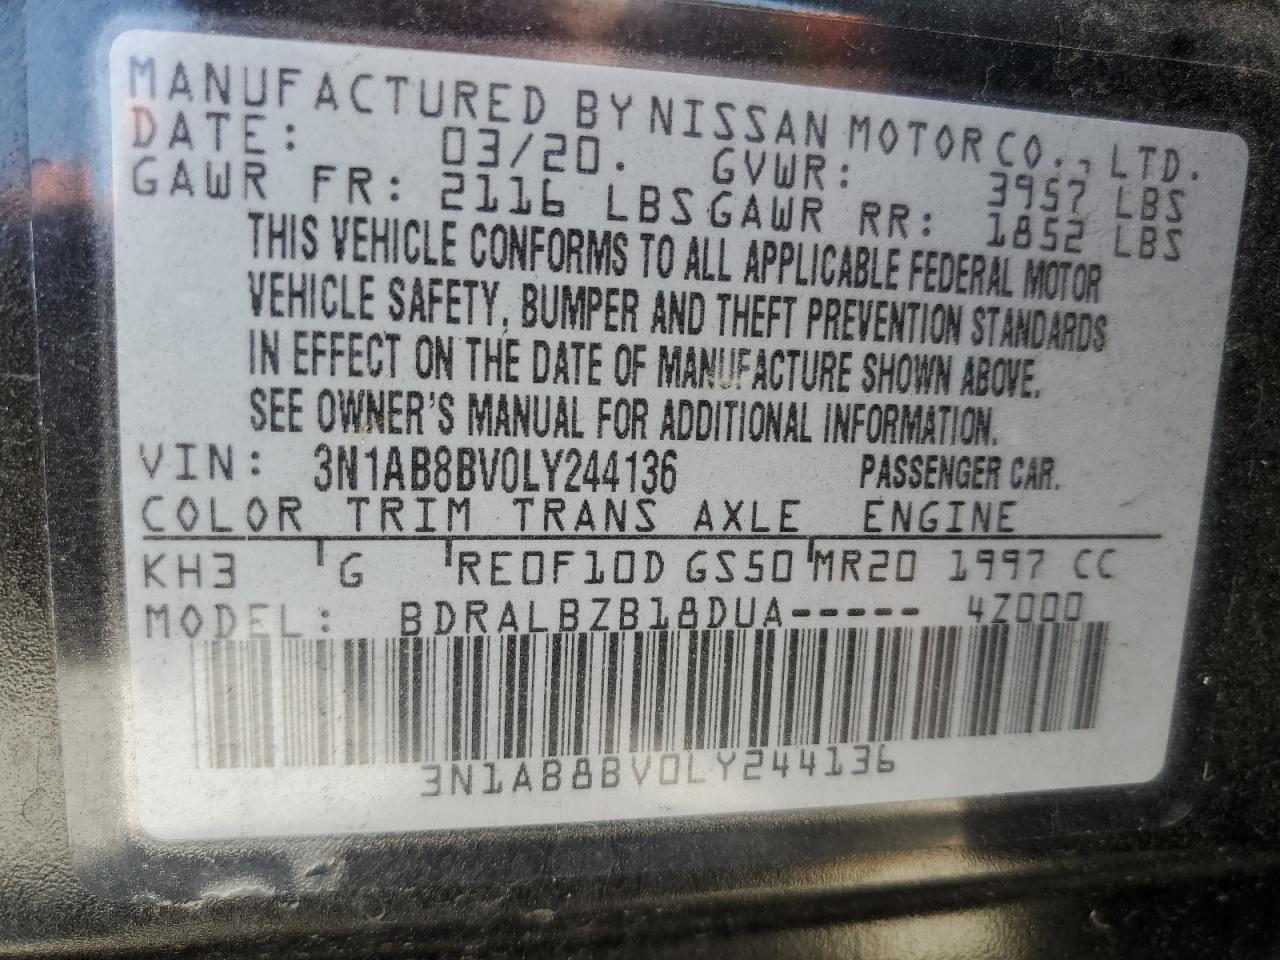 MANUFACTURED BY NISSAN MOTOR CO., LTD.
DATE: 03/20. GVWR: 3957 LBS
GAWR FR: 2116 LBS GAWR RR: 1852 LBS
THIS VEHICLE CONFORMS TO ALL APPLICABLE FEDERAL MOTOR
VEHICLE SAFETY, BUMPER AND THEFT PREVENTION STANDARDS
IN EFFECT ON THE DATE OF MANUFACTURE SHOWN ABOVE.
SEE OWNER'S MANUAL FOR ADDITIONAL INFORMATION.
VIN: 3N1AB8BV0LY244136 PASSENGER CAR.
COLOR TRIM TRANS AXLE ENGINE
KH3 G RE0F10D GS50 MR20 1997 CC
MODEL: BDRALBZB18DUA----- 4Z000
3N1AB8BV0LY244136